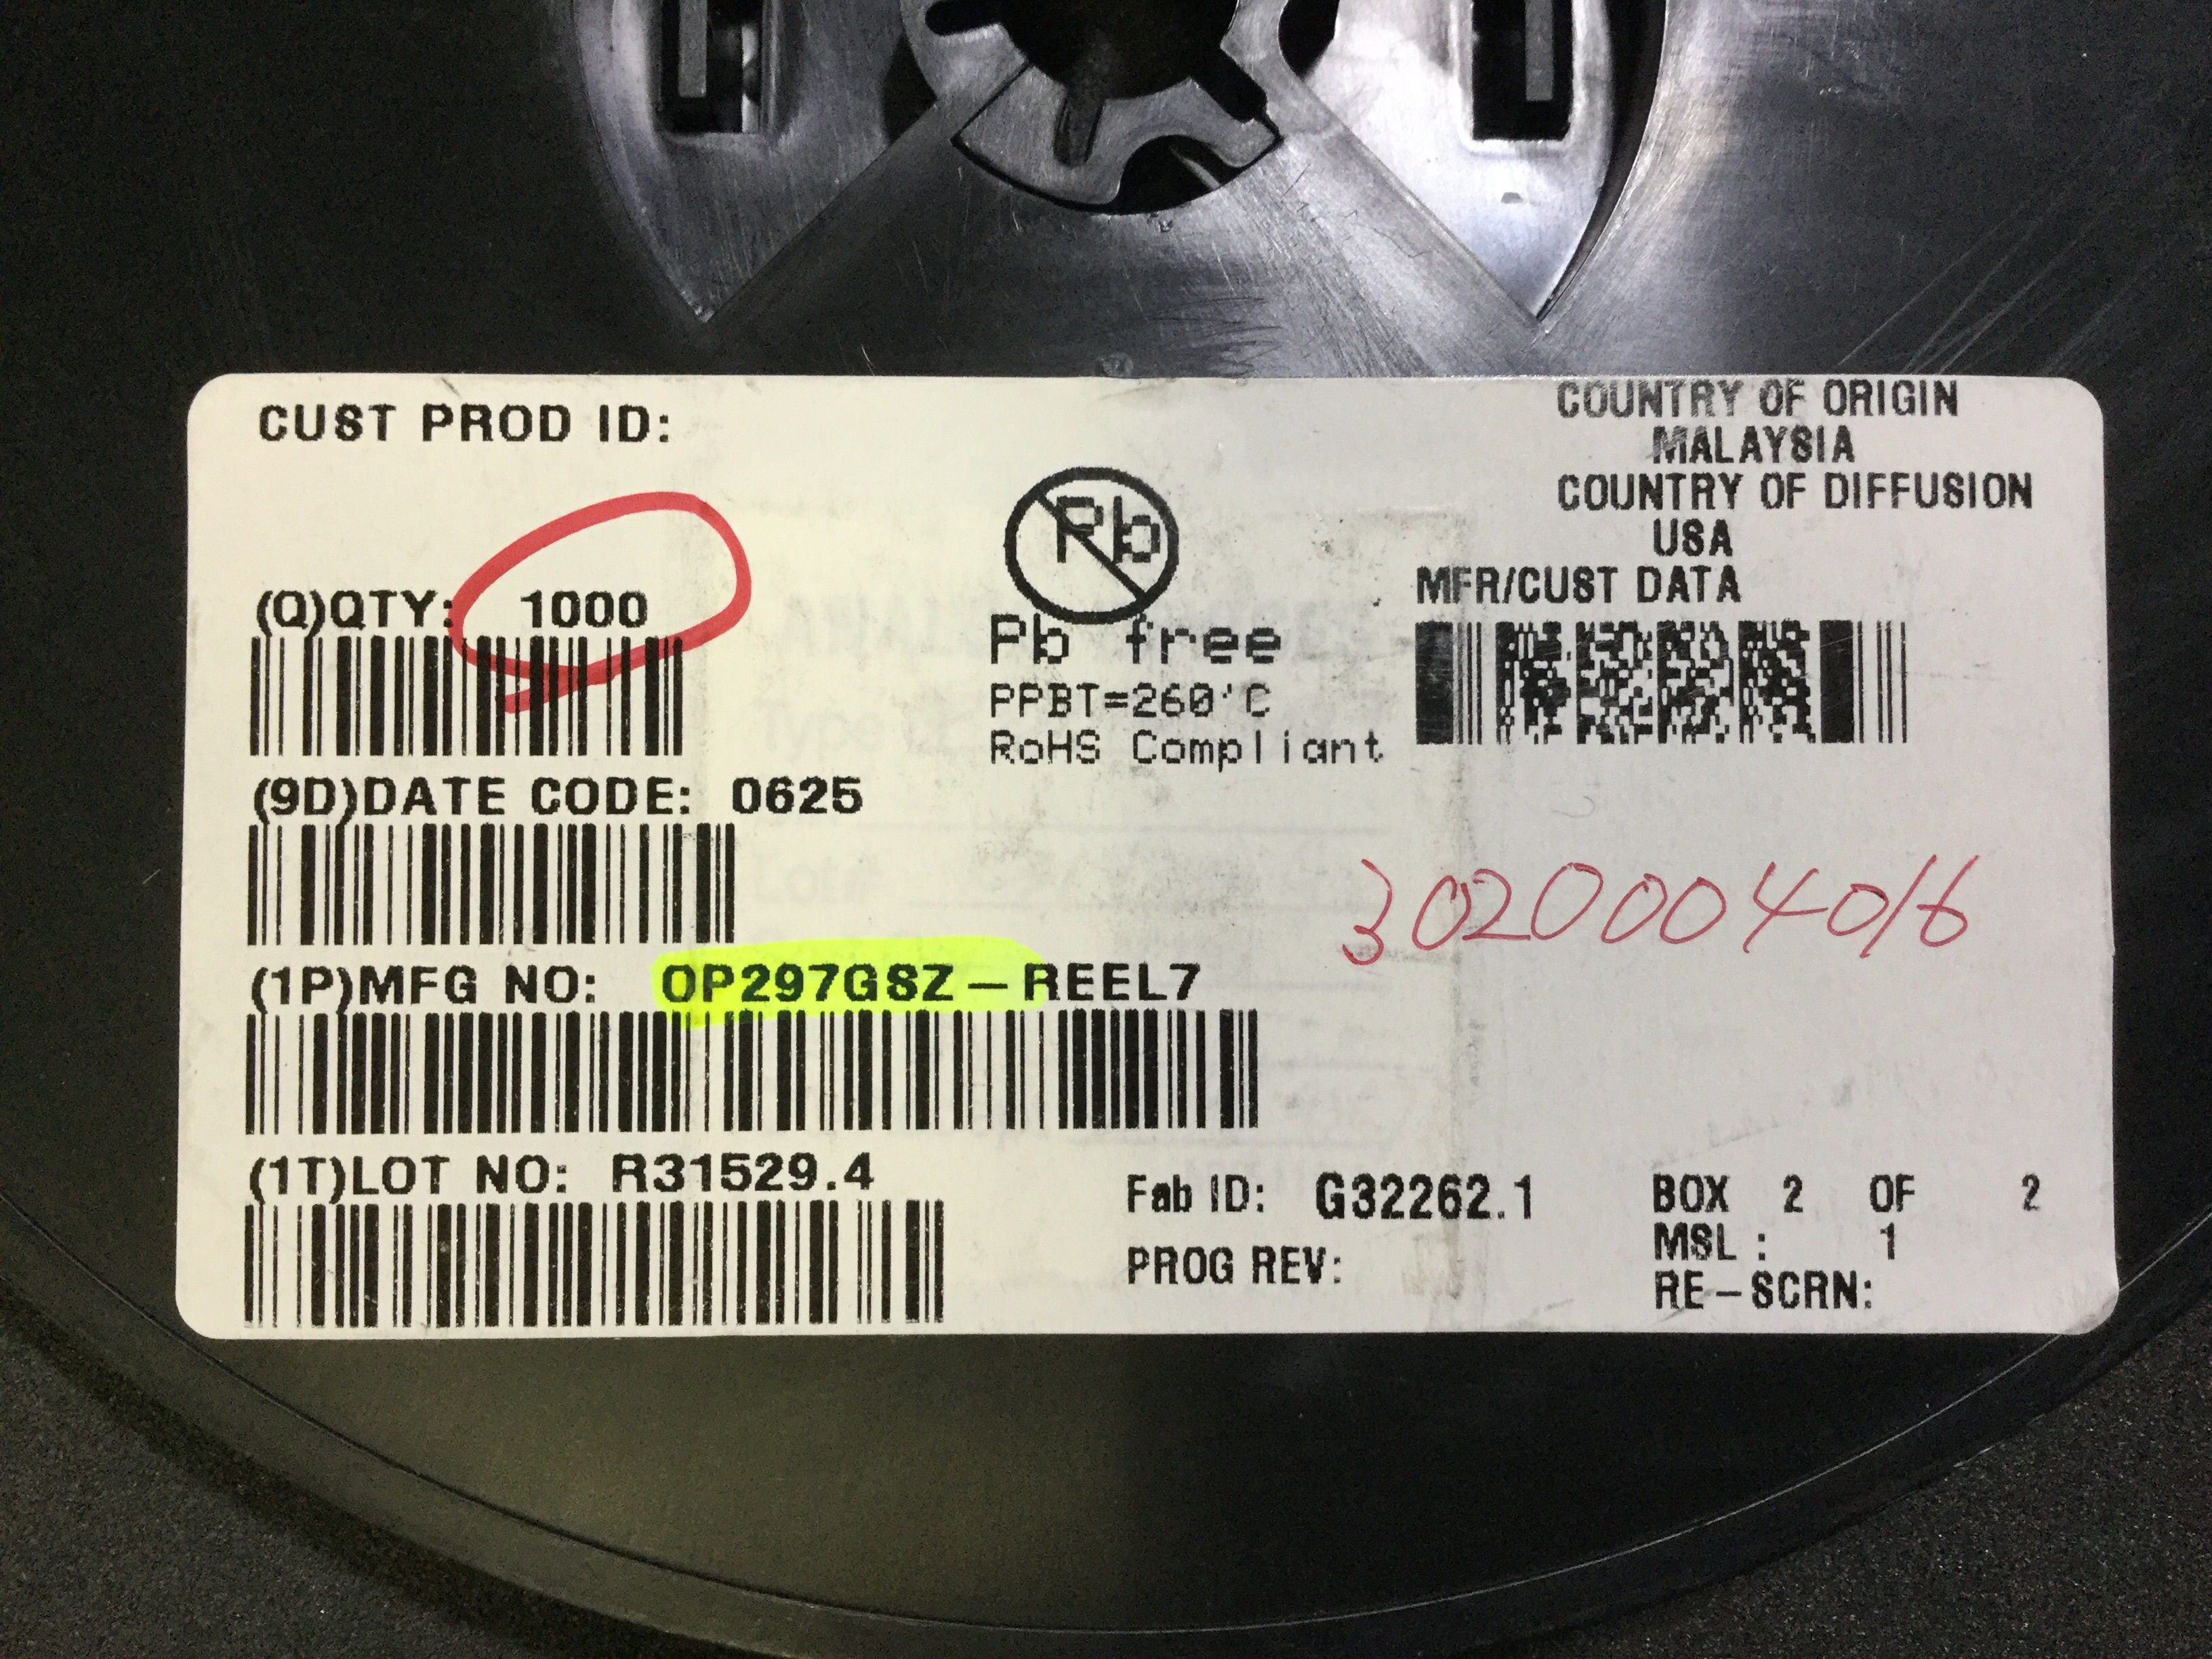 CUST PROD ID:
COUNTRY OF ORIGIN
MALAYSIA
COUNTRY OF DIFFUSION
USA
MFR/CUST DATA
Pb
Pb free
PPBT=260'C
RoHS Compliant
(Q)QTY: 1000
(9D)DATE CODE: 0625
3020004016
(1P)MFG NO: OP297GSZ-REEL7
(1T)LOT NO: R31529.4
Fab ID: G32262.1
PROG REV:
BOX 2 OF 2
MSL: 1
RE-SCRN: